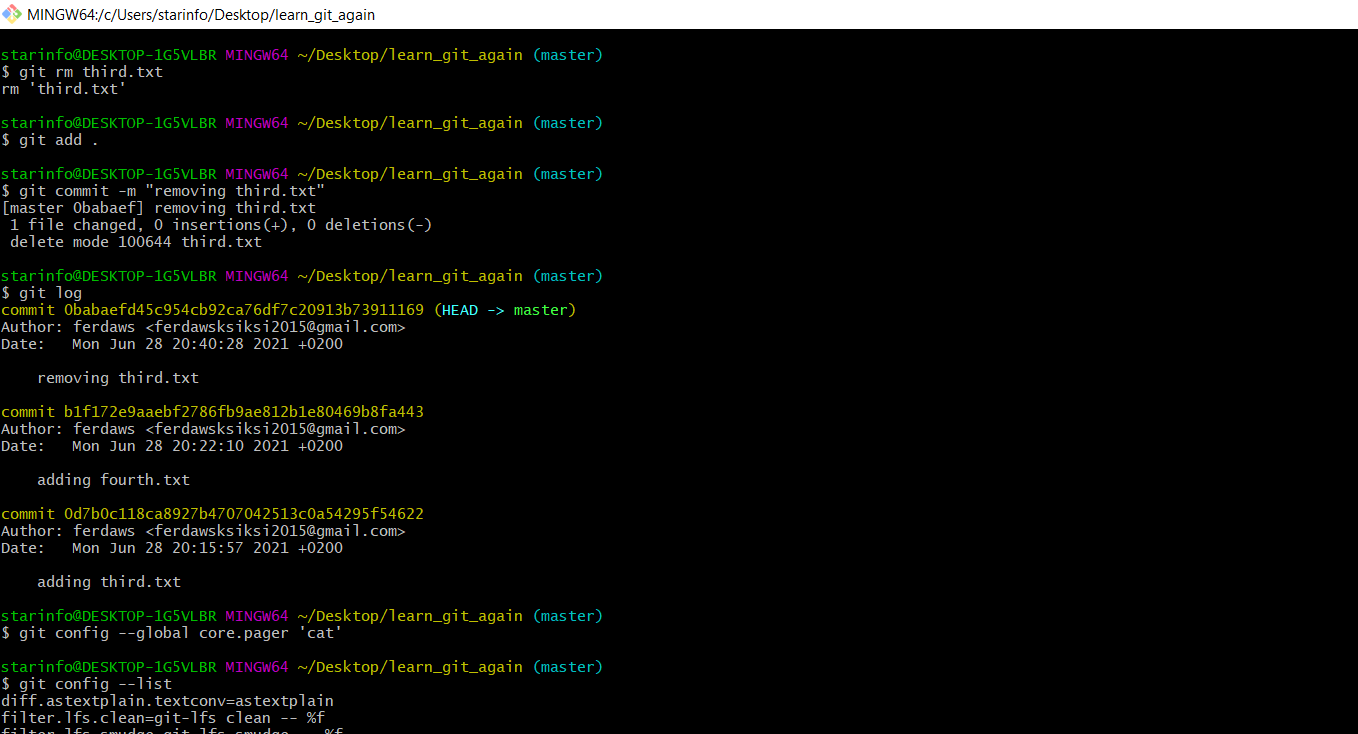 MINGW64:/c/Users/starinfo/Desktop/learn_git_again
starinfo@DESKTOP-1G5VLBR MINGW64 ~/Desktop/learn_git_again (master)
$ git rm third.txt
rm 'third.txt'
starinfo@DESKTOP-1G5VLBR MINGW64 ~/Desktop/learn_git_again (master)
$ git add .
starinfo@DESKTOP-1G5VLBR MINGW64 ~/Desktop/learn_git_again (master)
$ git commit -m "removing third.txt"
[master 0babaef] removing third.txt
 1 file changed, 0 insertions(+), 0 deletions(-)
 delete mode 100644 third.txt
starinfo@DESKTOP-1G5VLBR MINGW64 ~/Desktop/learn_git_again (master)
$ git log
commit 0babaefd45c954cb92ca76df7c20913b73911169 (HEAD -> master)
Author: ferdaws <ferdawsksiksi2015@gmail.com>
Date:   Mon Jun 28 20:40:28 2021 +0200
    removing third.txt
commit b1f172e9aaebf2786fb9ae812b1e80469b8fa443
Author: ferdaws <ferdawsksiksi2015@gmail.com>
Date:   Mon Jun 28 20:22:10 2021 +0200
    adding fourth.txt
commit 0d7b0c118ca8927b4707042513c0a54295f54622
Author: ferdaws <ferdawsksiksi2015@gmail.com>
Date:   Mon Jun 28 20:15:57 2021 +0200
    adding third.txt
starinfo@DESKTOP-1G5VLBR MINGW64 ~/Desktop/learn_git_again (master)
$ git config --global core.pager 'cat'
starinfo@DESKTOP-1G5VLBR MINGW64 ~/Desktop/learn_git_again (master)
$ git config --list
diff.astextplain.textconv=astextplain
filter.lfs.clean=git-lfs clean -- %f